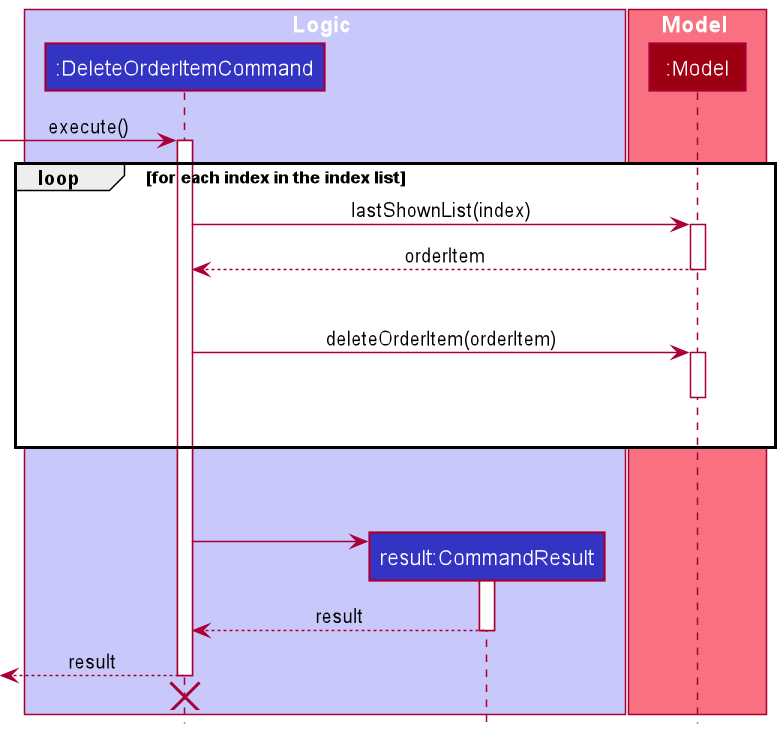 Logic
Model
:DeleteOrderItemCommand
:Model
execute()
loop
[for each index in the index list]
lastShownList(index)
orderItem
deleteOrderItem(orderItem)
result:CommandResult
result
result